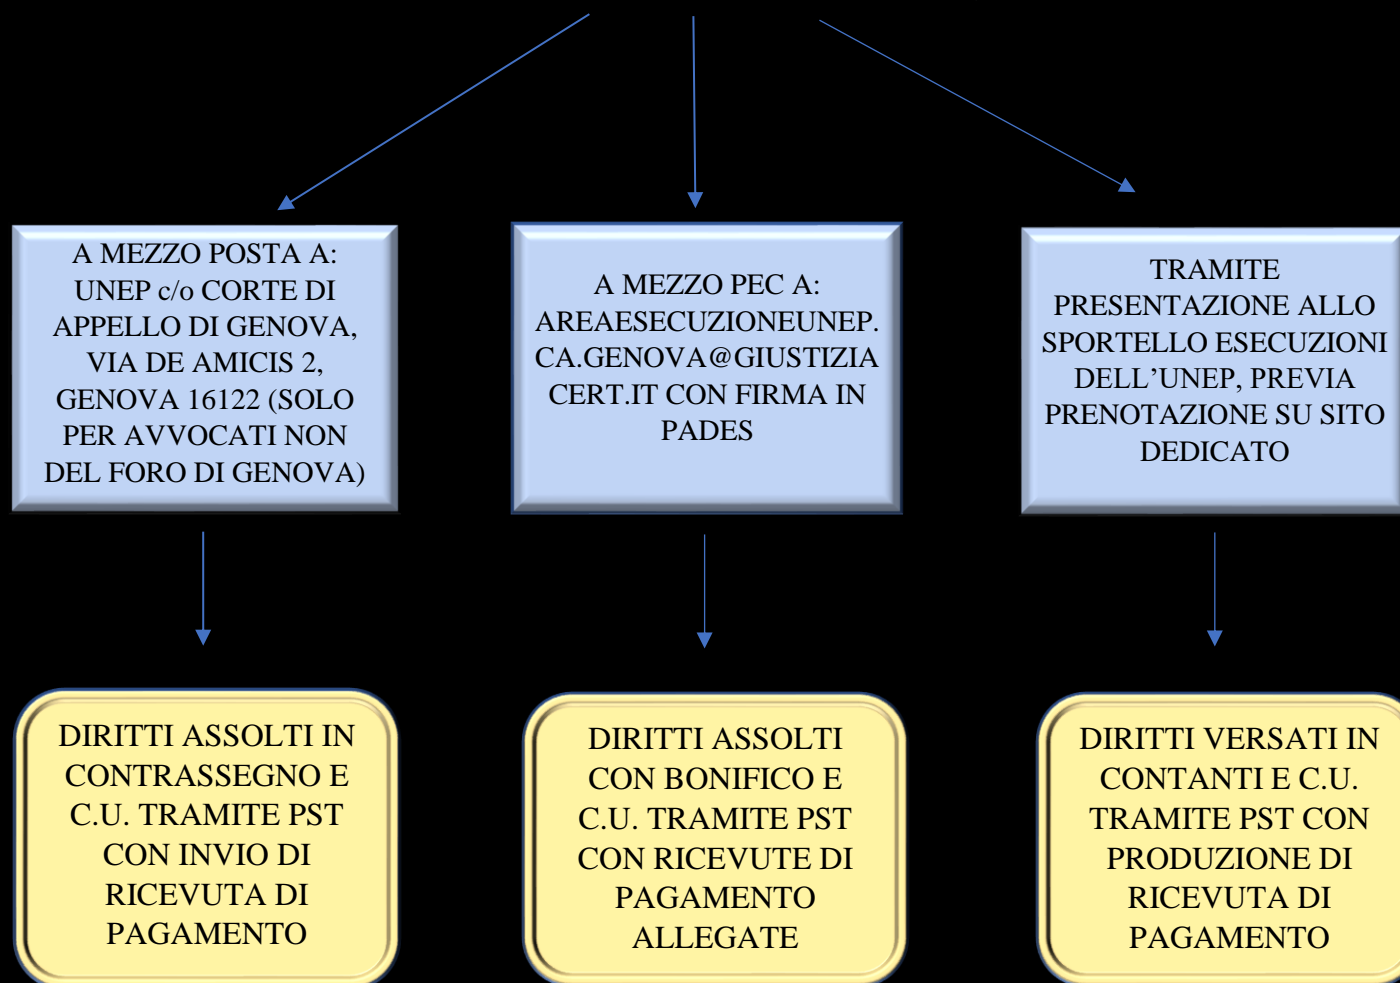 A MEZZO POSTA A:
UNEP c/o CORTE DI
APPELLO DI GENOVA,
VIA DE AMICIS 2,
GENOVA 16122 (SOLO
PER AVVOCATI NON
DEL FORO DI GENOVA)
A MEZZO PEC A:
AREAESECUZIONEUNEP.
CA.GENOVA@GIUSTIZIA
CERT.IT CON FIRMA IN
PADES
TRAMITE
PRESENTAZIONE ALLO
SPORTELLO ESECUZIONI
DELL’UNEP, PREVIA
PRENOTAZIONE SU SITO
DEDICATO
DIRITTI ASSOLTI IN
CONTRASSEGNO E
C.U. TRAMITE PST
CON INVIO DI
RICEVUTA DI
PAGAMENTO
DIRITTI ASSOLTI
CON BONIFICO E
C.U. TRAMITE PST
CON RICEVUTE DI
PAGAMENTO
ALLEGATE
DIRITTI VERSATI IN
CONTANTI E C.U.
TRAMITE PST CON
PRODUZIONE DI
RICEVUTA DI
PAGAMENTO